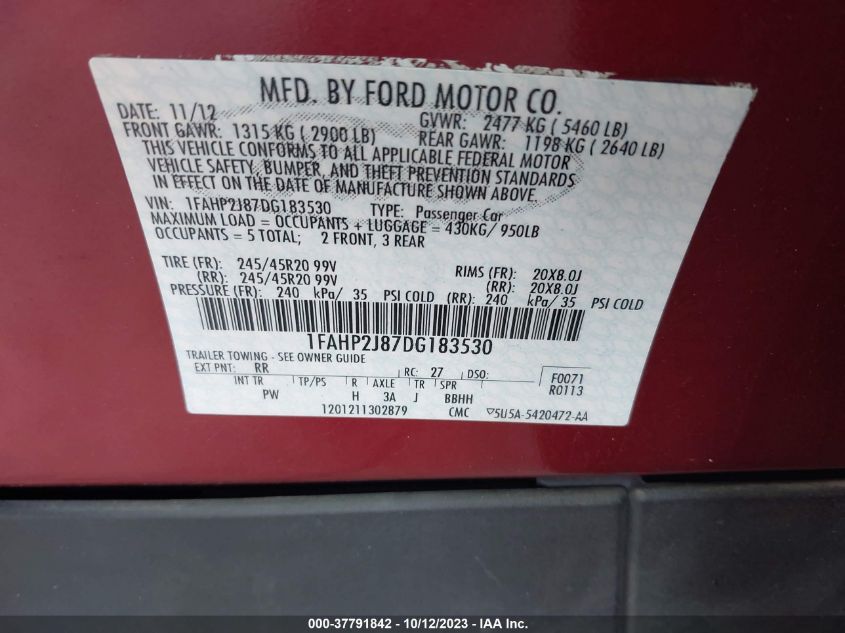 MFD. BY FORD MOTOR CO.
DATE: 11/12 GVWR: 2477 KG ( 5460 LB)
FRONT GAWR: 1315 KG ( 2900 LB) REAR GAWR: 1198 KG ( 2640 LB)
THIS VEHICLE CONFORMS TO ALL APPLICABLE FEDERAL MOTOR
VEHICLE SAFETY, BUMPER, AND THEFT PREVENTION STANDARDS
IN EFFECT ON THE DATE OF MANUFACTURE SHOWN ABOVE
VIN: 1FAHP2J87DG183530 TYPE: Passenger Car
MAXIMUM LOAD = OCCUPANTS + LUGGAGE = 430KG/ 950LB
OCCUPANTS = 5 TOTAL; 2 FRONT, 3 REAR
TIRE (FR): 245/45R20 99V RIMS (FR): 20X8.0J
(RR): 245/45R20 99V (RR): 20X8.0J
PRESSURE (FR): 240 kPa/ 35 PSI COLD (RR): 240 kPa/ 35 PSI COLD
1FAHP2J87DG183530
TRAILER TOWING - SEE OWNER GUIDE
EXT PNT: RR RC: 27 DSO: F0071
INT TR TP/PS R AXLE TR SPR R0113
PW H 3A J BBHH
1201211302879 CMC ▽5U5A-5420472-AA
000-37791842 - 10/12/2023 - IAA Inc.